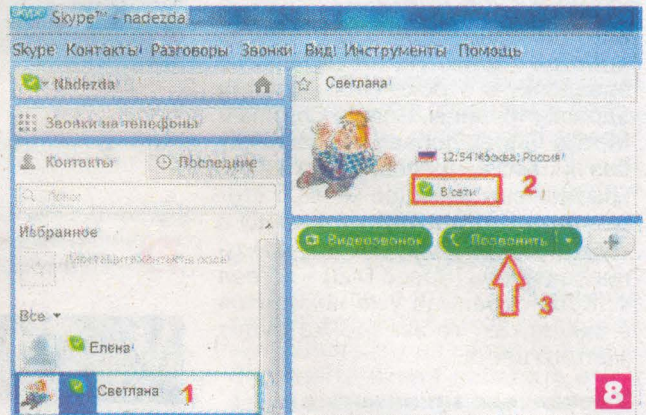 Skype™ - nadezda
Skype Контакты Разговоры Звонки Вид Инструменты Помощь
Nadezda
Звонки на телефоны
Контакты
Последние
Поиск
Избранное
Все
Елена
Светлана 1
Светлана
12:54 Москва, Россия
В сети 2
Видеозвонок
Позвонить
3
8